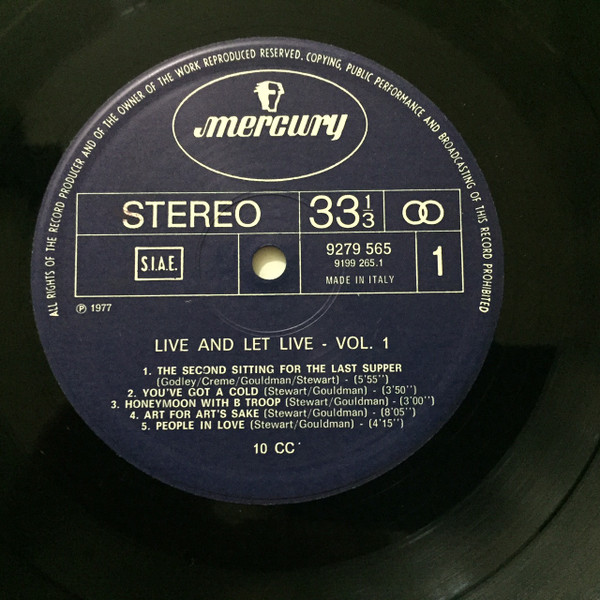 ALL RIGHTS OF THE RECORD PRODUCER AND OF THE OWNER OF THE WORK REPRODUCED RESERVED. COPYING, PUBLIC PERFORMANCE AND BROADCASTING OF THIS RECORD PROHIBITED
mercury
STEREO 33 1/3
S.I.A.E. 9279 565 1
9199 265.1
MADE IN ITALY
℗ 1977
LIVE AND LET LIVE - VOL. 1
1. THE SECOND SITTING FOR THE LAST SUPPER
(Godley/Creme/Gouldman/Stewart) - (5'55'')
2. YOU'VE GOT A COLD (Stewart/Gouldman) - (3'50'')
3. HONEYMOON WITH B TROOP (Stewart/Gouldman) - (3'00'')
4. ART FOR ART'S SAKE (Stewart/Gouldman) - (8'05'')
5. PEOPLE IN LOVE (Stewart/Gouldman) - (4'15'')
10 CC